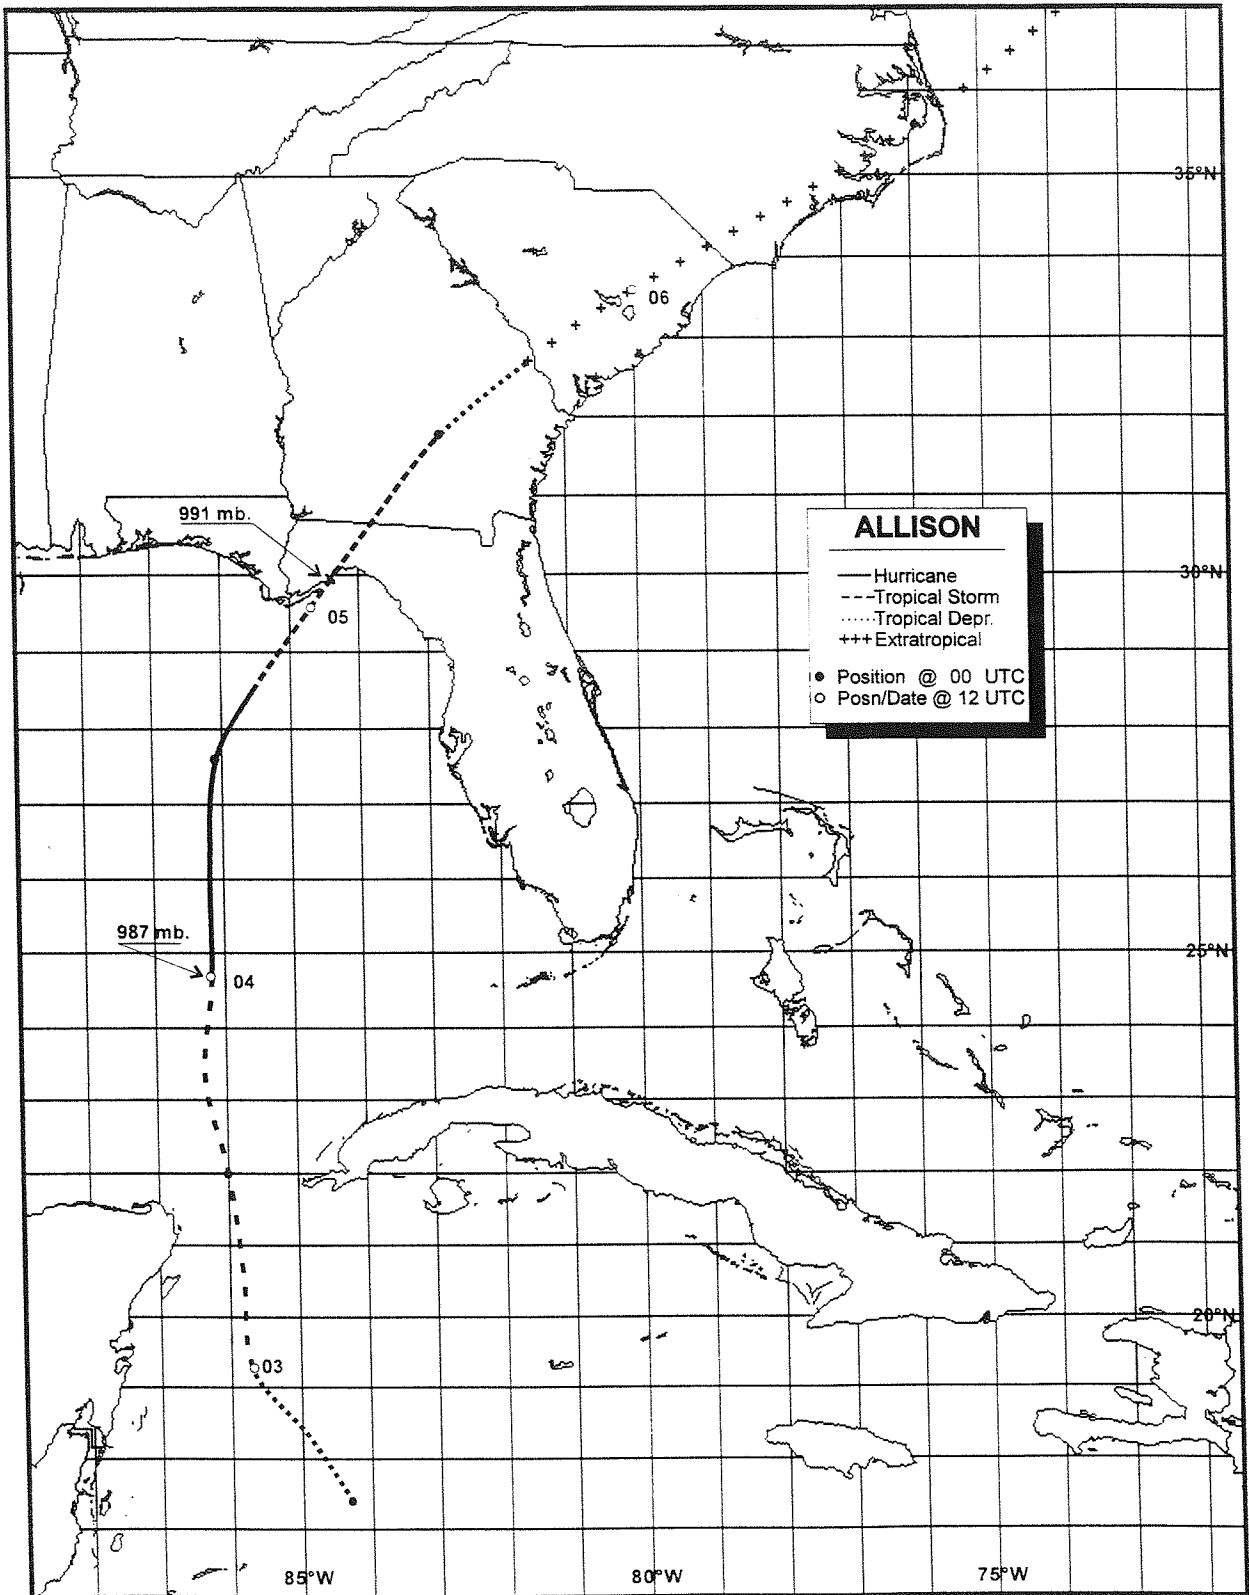 35°N
06
991 mb.
ALLISON
Hurricane
Tropical Storm
Tropical Depr.
+++ Extratropical
● Position @ 00 UTC
○ Posn/Date @ 12 UTC
30°N
05
987 mb.
04
25°N
20°N
03
85°W
80°W
75°W